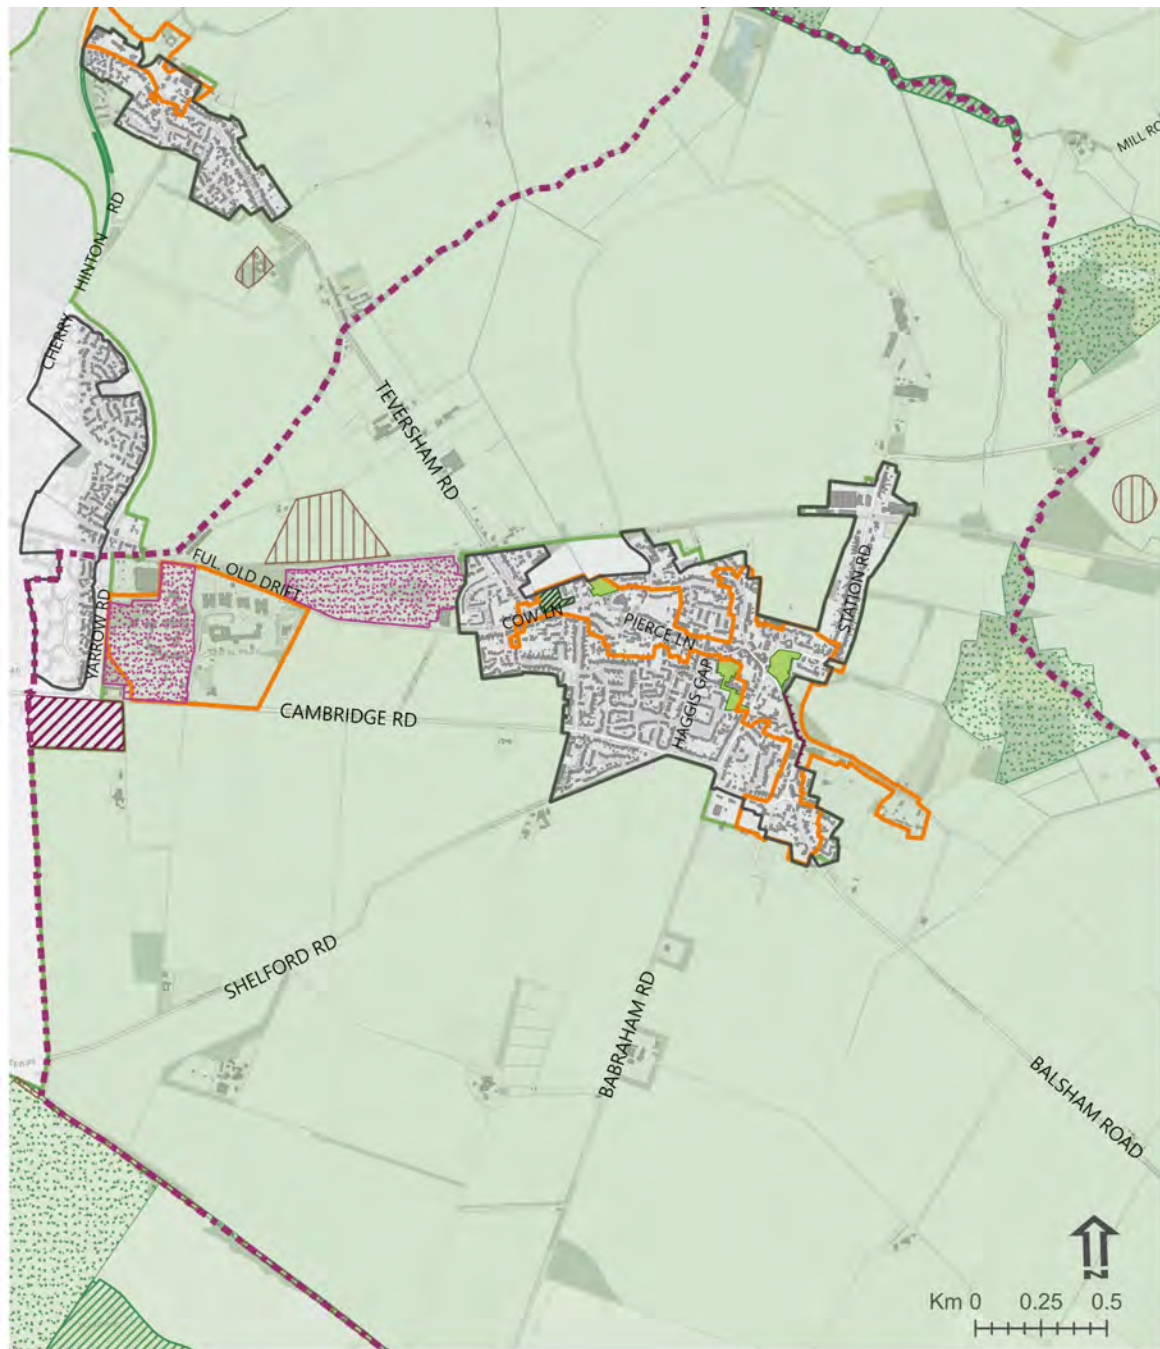 MILL RO
HINTON RD
CHERRY
TEVERSHAM RD
FUL. OLD DRIFT
YARROW RD
COW LN
PIERCE LN
STATION RD
HAGGIS GAP
CAMBRIDGE RD
SHELFORD RD
BABRAHAM RD
BALSHAM ROAD
N
Km 0 0.25 0.5